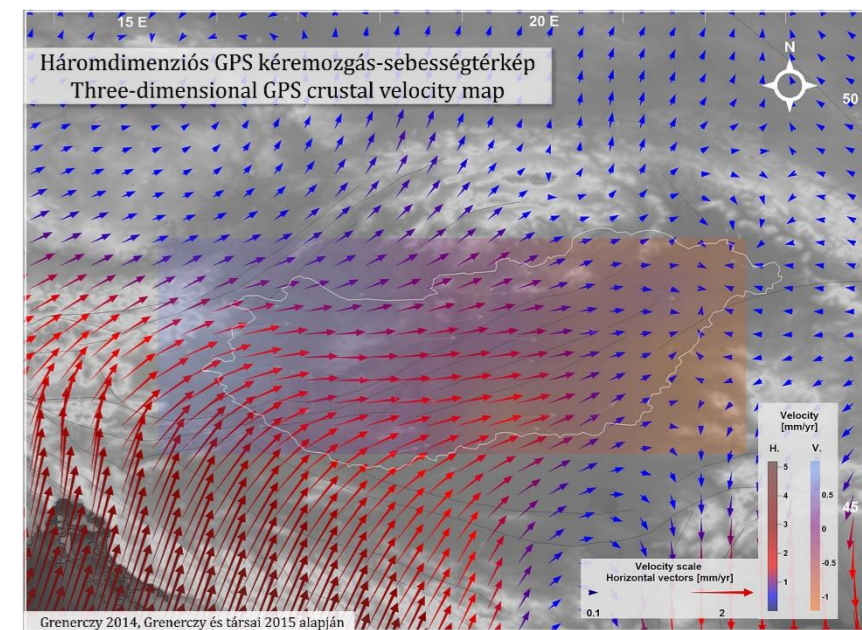 15 E
20 E
Háromdimenziós GPS kéremozgás-sebességtérkép
Three-dimensional GPS crustal velocity map
N
50
Velocity
[mm/yr]
H. V.
5
4 0.5
3 0
2 -0.5
1 -1
45
Velocity scale
Horizontal vectors [mm/yr]
0.1 2
Grenerczy 2014, Grenerczy és társai 2015 alapján